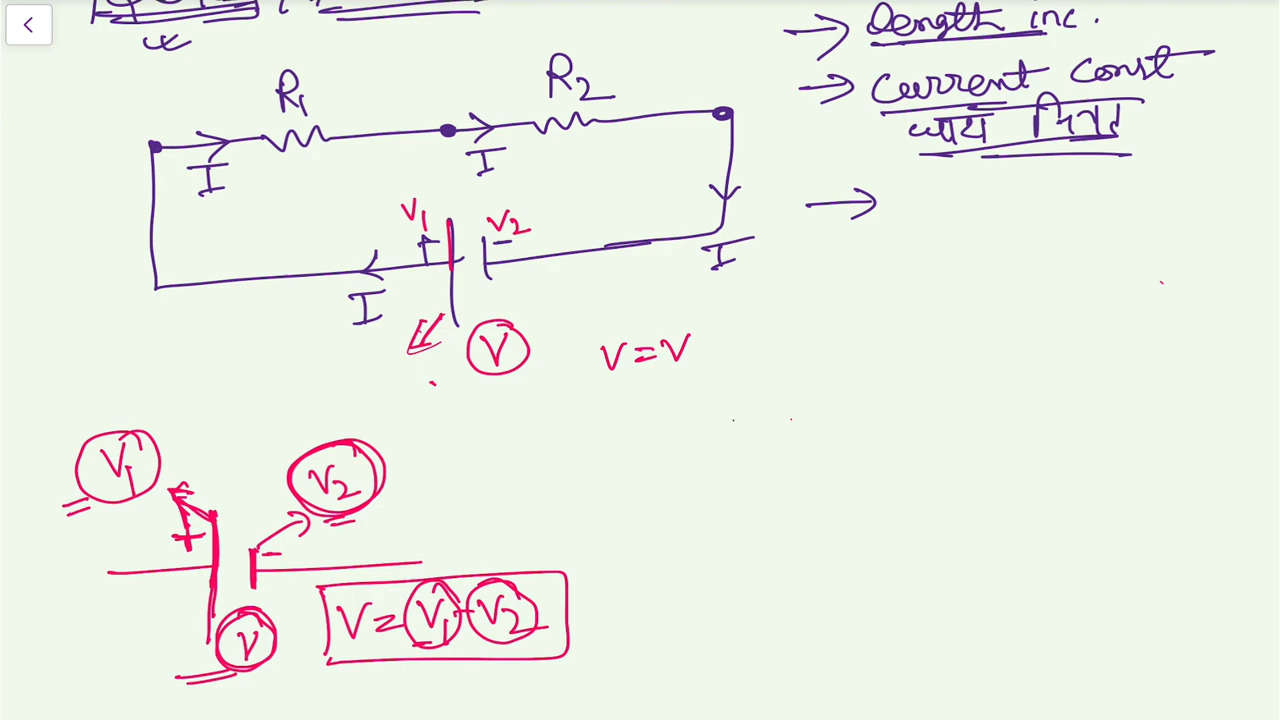 → length inc.
→ current const
R₁
R₂
I
I
V₁
V₂
+
-
I
I
V
V = V
V₁
V₂
+
-
V = V₁ - V₂
V